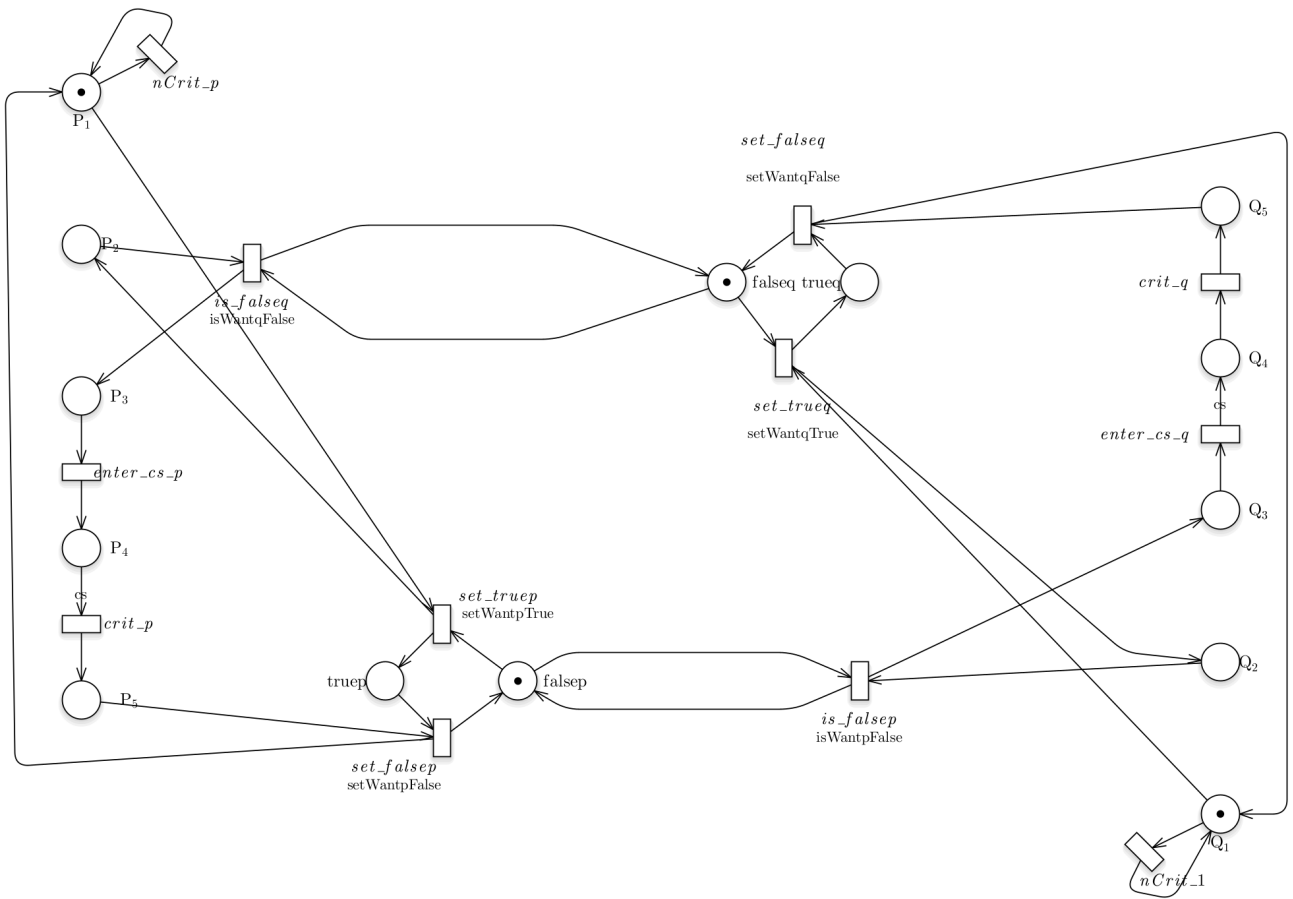 nCrit_p
P1
set_falseq
setWantqFalse
Q5
P2
falseq
trueq
crit_q
is_falseq
isWantqFalse
Q4
P3
set_trueq
cs
setWantqTrue
enter_cs_q
enter_cs_p
Q3
P4
cs
set_truep
setWantpTrue
crit_p
Q2
truep
falsep
P5
is_falsep
isWantpFalse
set_falsep
setWantpFalse
Q1
nCrit_1